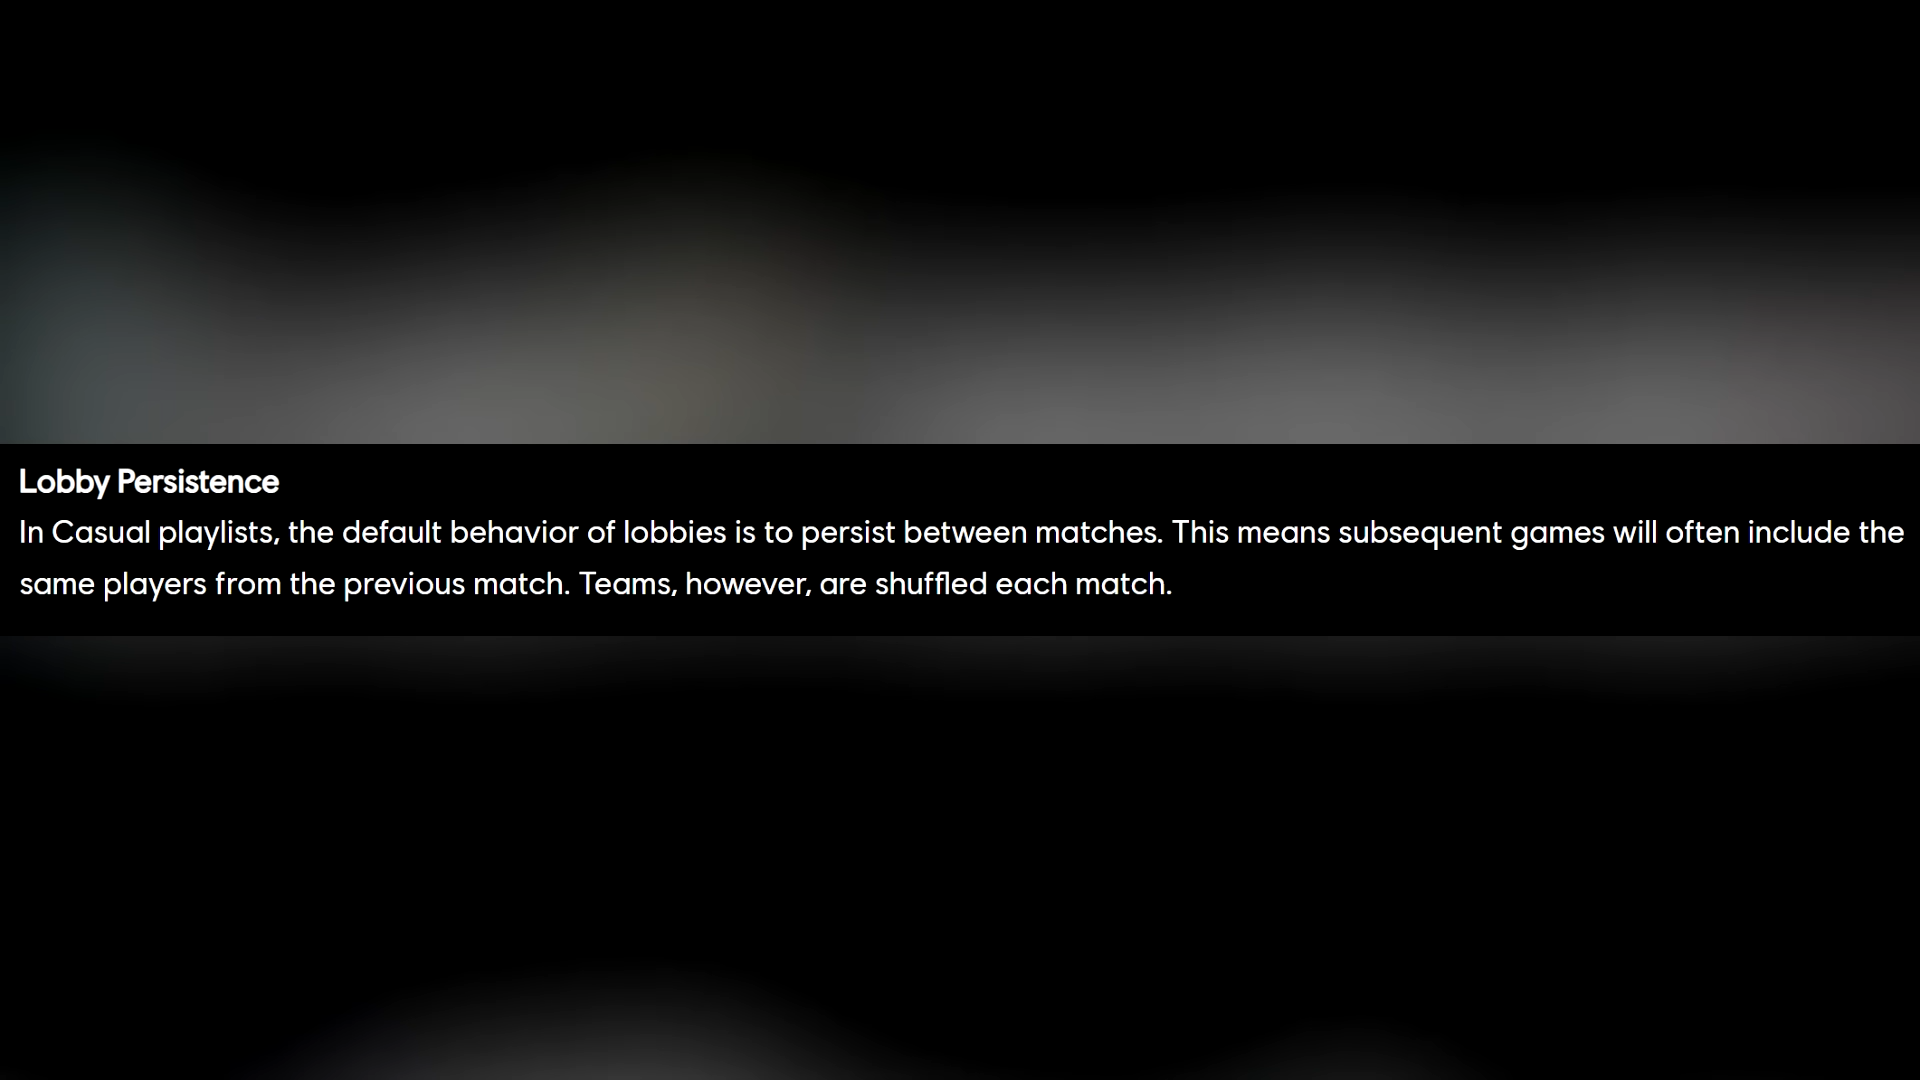 Lobby Persistence
In Casual playlists, the default behavior of lobbies is to persist between matches. This means subsequent games will often include the
same players from the previous match. Teams, however, are shuffled each match.